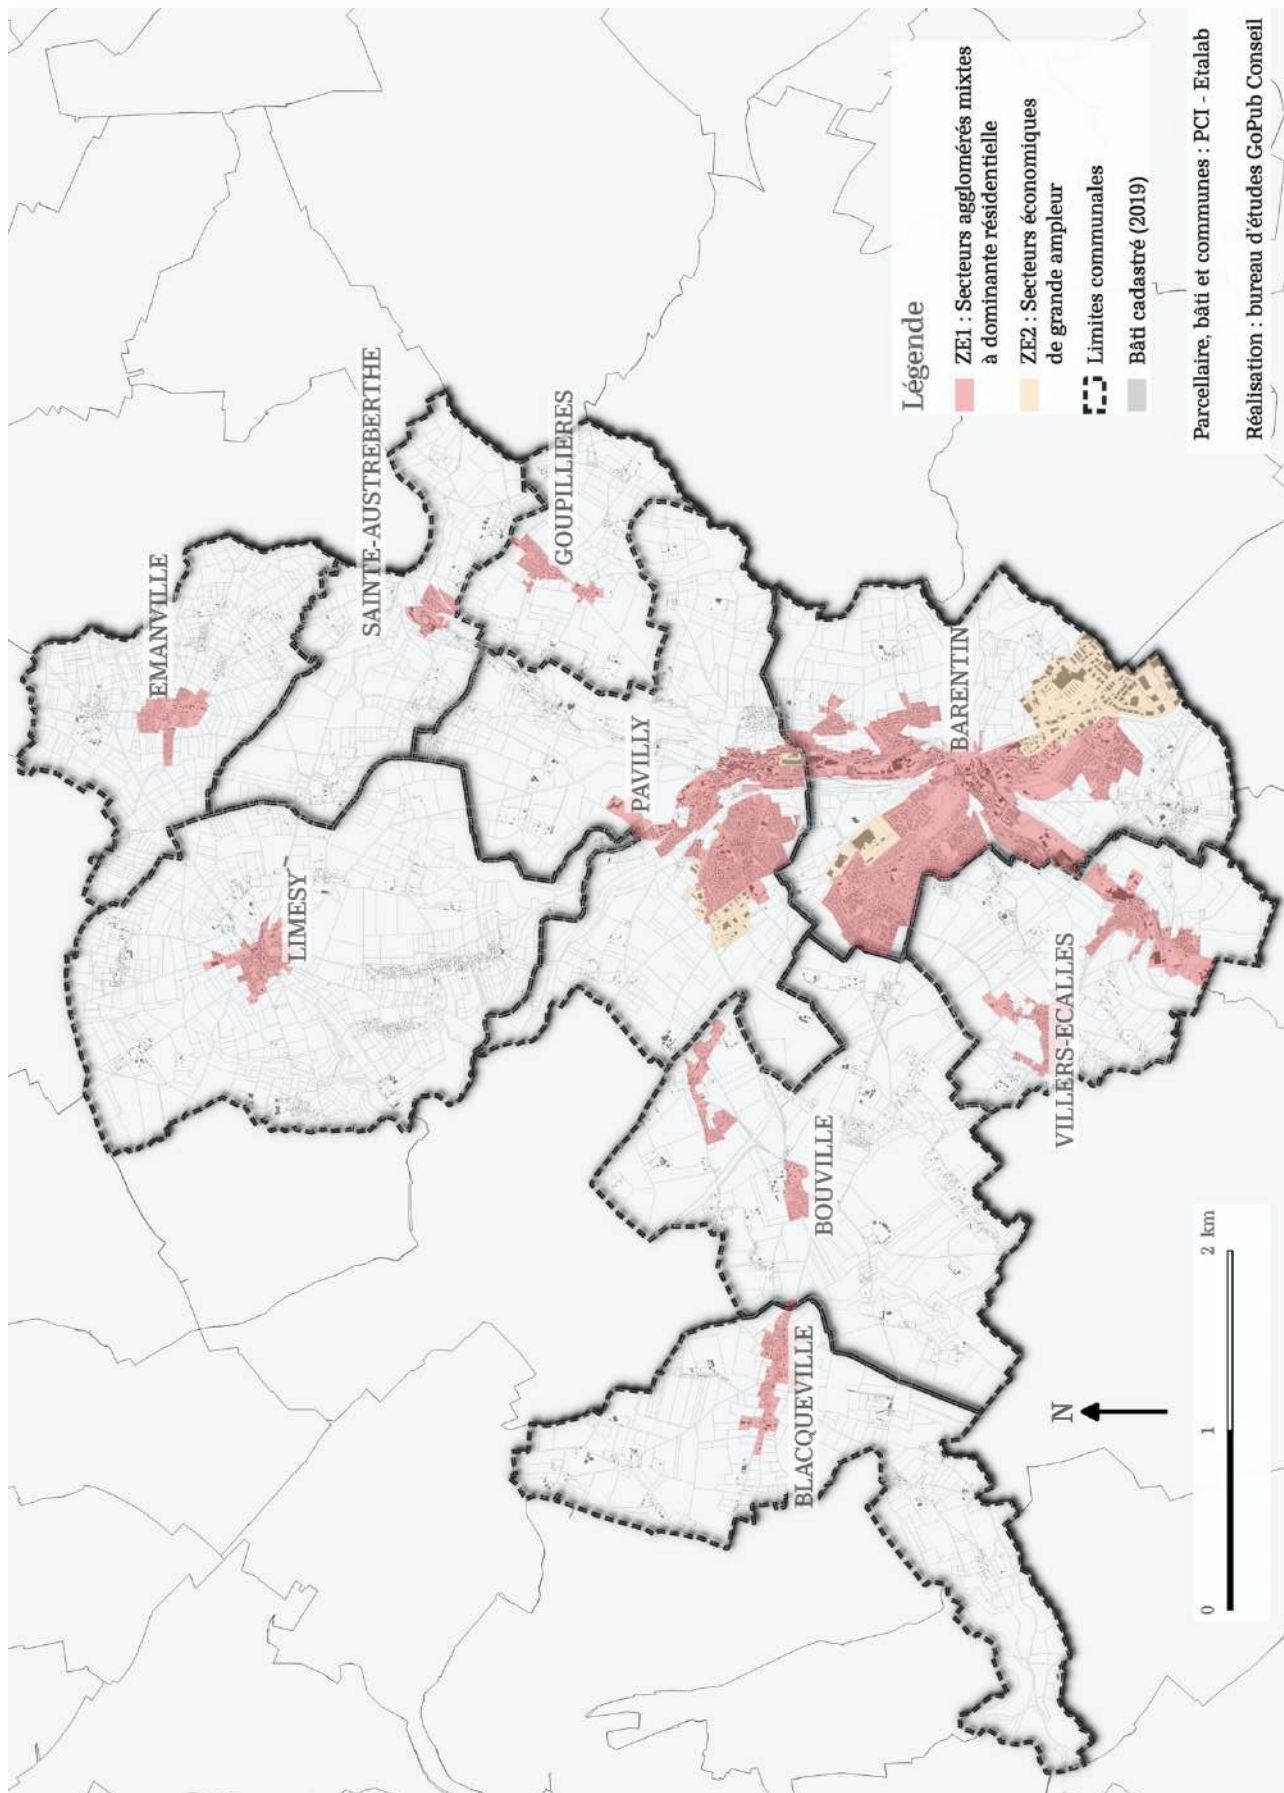 EMANVILLE
LIMESY
SAINTE-AUSTREBERTHE
GOUPILLIERES
PAVILLY
BARENTIN
BOUVILLE
BLACQUEVILLE
VILLERS-ECALLES
N
0 1 2 km
Légende
ZE1 : Secteurs agglomérés mixtes
à dominante résidentielle
ZE2 : Secteurs économiques
de grande ampleur
Limites communales
Bâti cadastré (2019)
Parcellaire, bâti et communes : PCI - Etalab
Réalisation : bureau d'études GoPub Conseil